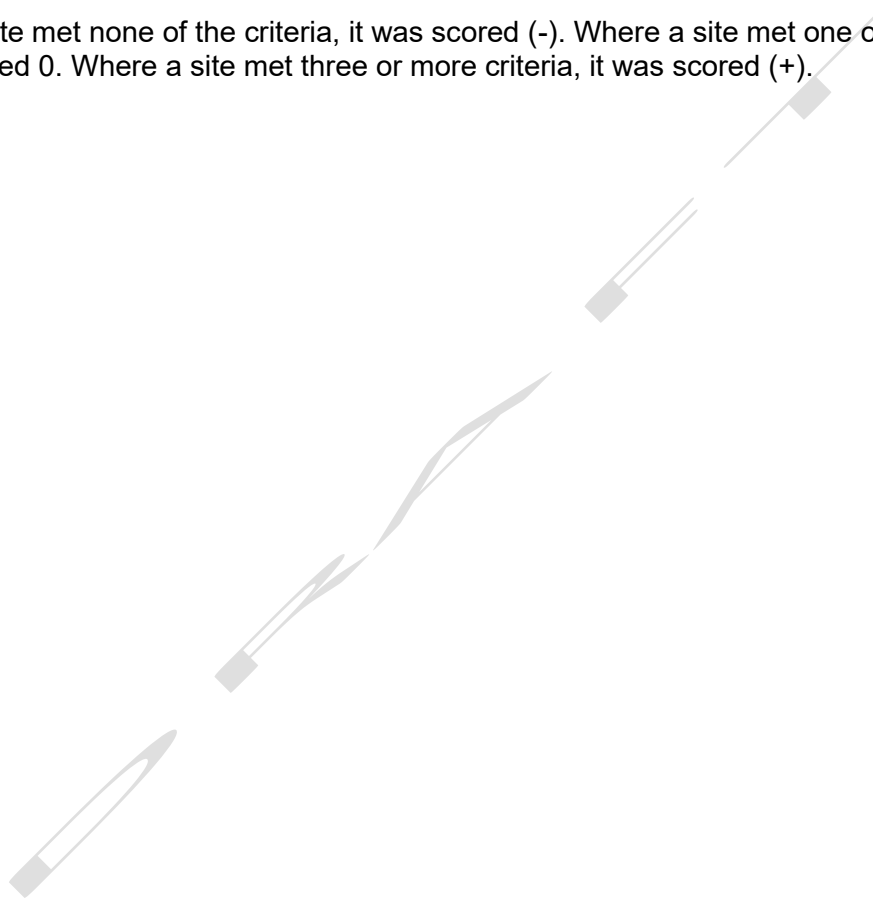 te met none of the criteria, it was scored (-). Where a site met one
ed 0. Where a site met three or more criteria, it was scored (+).